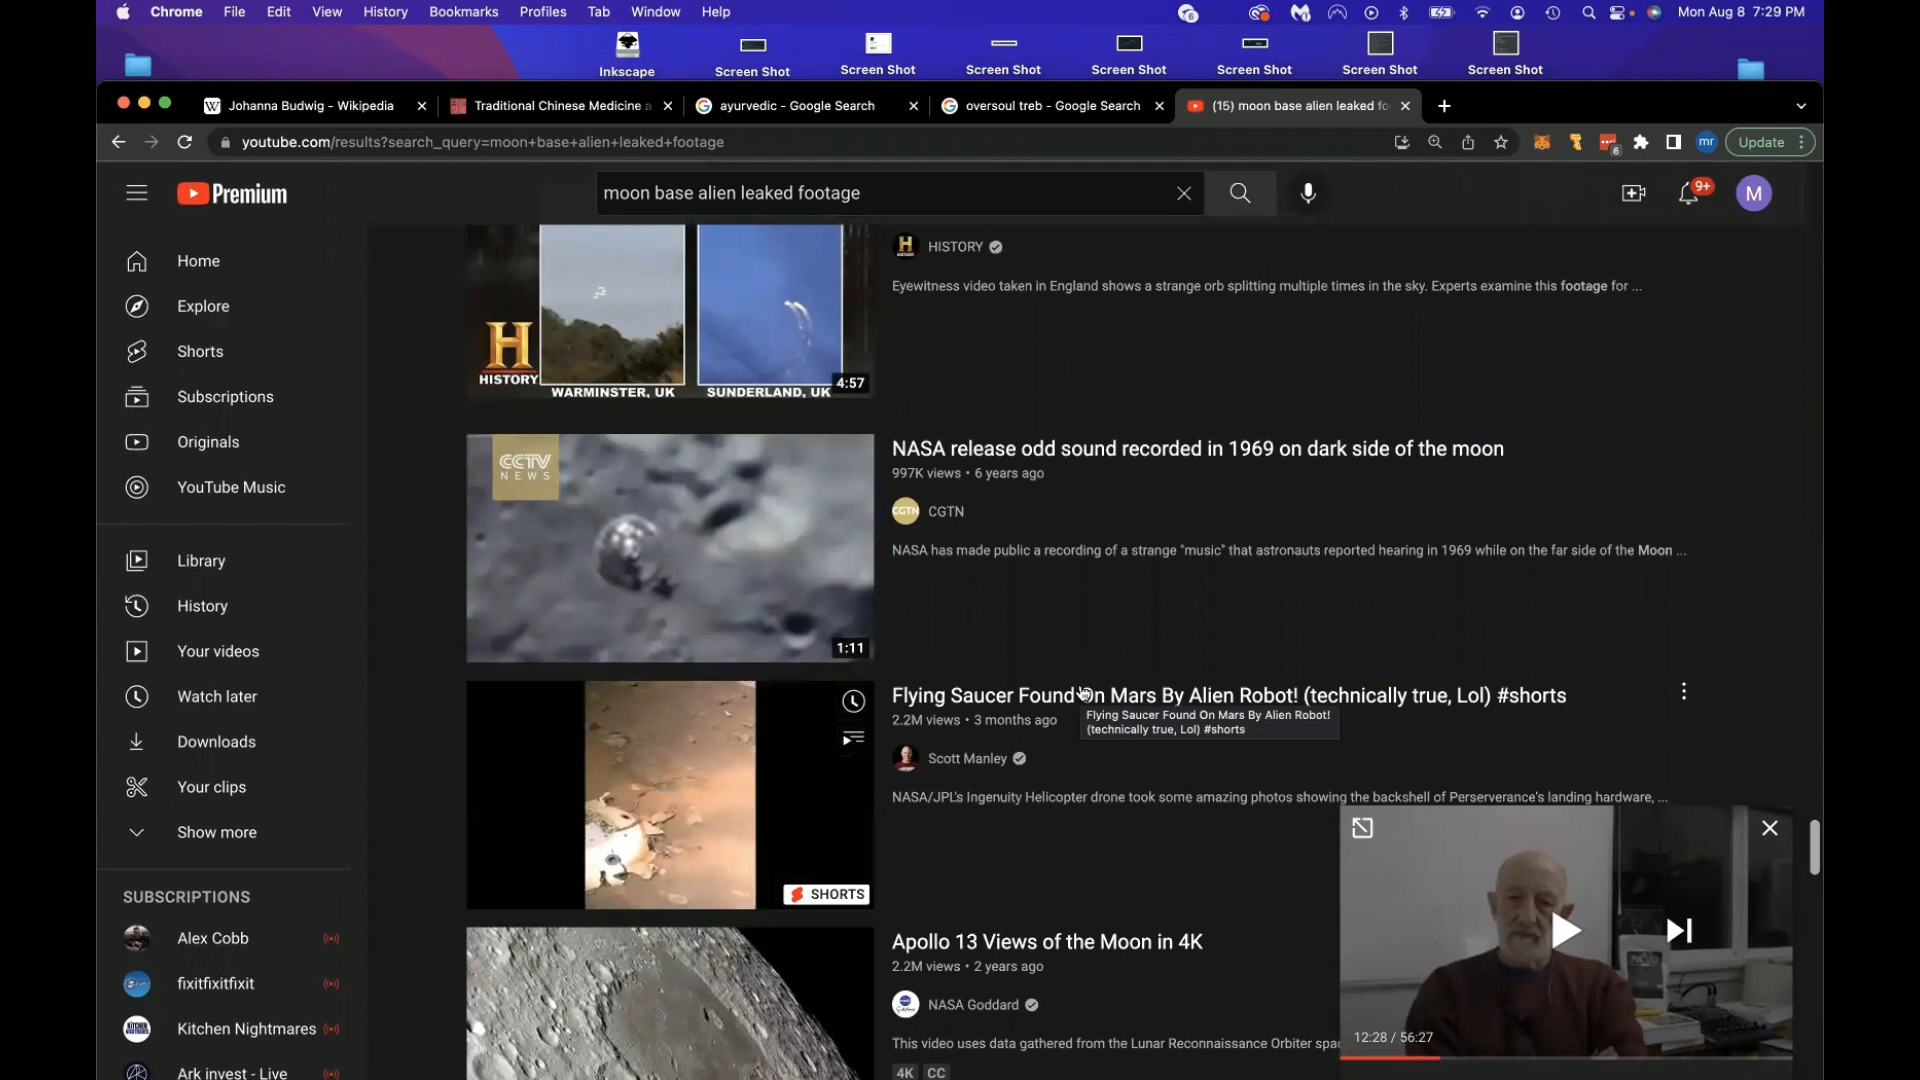 Chrome File Edit View History Bookmarks Profiles Tab Window Help
6
Mon Aug 8 7:29 PM
Inkscape
Screen Shot
Screen Shot
Screen Shot
Screen Shot
Screen Shot
Screen Shot
Screen Shot
Johanna Budwig - Wikipedia
Traditional Chinese Medicine a
ayurvedic - Google Search
oversoul treb - Google Search
(15) moon base alien leaked fo
youtube.com/results?search_query=moon+base+alien+leaked+footage
6
mr
Update
Premium
moon base alien leaked footage
9+
M
Home
Explore
Shorts
Subscriptions
Originals
YouTube Music
Library
History
Your videos
Watch later
Downloads
Your clips
Show more
SUBSCRIPTIONS
Alex Cobb
fixitfixitfixit
Kitchen Nightmares
Ark invest - Live
H
HISTORY
WARMINSTER, UK
SUNDERLAND, UK
4:57
HISTORY
Eyewitness video taken in England shows a strange orb splitting multiple times in the sky. Experts examine this footage for ...
CCTV
NEWS
1:11
NASA release odd sound recorded in 1969 on dark side of the moon
997K views • 6 years ago
CGTN
CGTN
NASA has made public a recording of a strange "music" that astronauts reported hearing in 1969 while on the far side of the Moon ...
SHORTS
Flying Saucer Found On Mars By Alien Robot! (technically true, Lol) #shorts
2.2M views • 3 months ago
Flying Saucer Found On Mars By Alien Robot!
(technically true, Lol) #shorts
Scott Manley
NASA/JPL's Ingenuity Helicopter drone took some amazing photos showing the backshell of Perserverance's landing hardware, ...
Apollo 13 Views of the Moon in 4K
2.2M views • 2 years ago
NASA Goddard
This video uses data gathered from the Lunar Reconnaissance Orbiter spac
4K CC
12:28 / 56:27